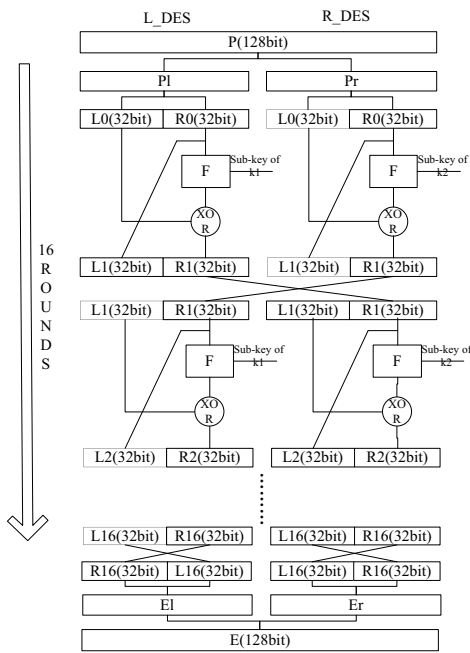 L_DES R_DES
P(128bit)
Pl Pr
L0(32bit) R0(32bit) L0(32bit) R0(32bit)
Sub-key of
k1
F
Sub-key of
k2
F
XO
R
XO
R
16
R
O
U
N
D
S
L1(32bit) R1(32bit) L1(32bit) R1(32bit)
L1(32bit) R1(32bit) L1(32bit) R1(32bit)
Sub-key of
k1
F
Sub-key of
k2
F
XO
R
XO
R
L2(32bit) R2(32bit) L2(32bit) R2(32bit)
L16(32bit) R16(32bit) L16(32bit) R16(32bit)
R16(32bit) L16(32bit) L16(32bit) R16(32bit)
El Er
E(128bit)